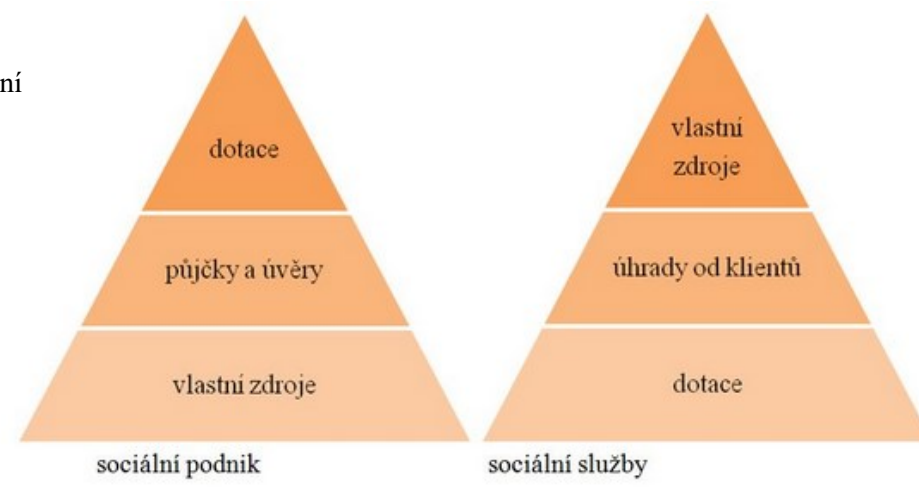 ní
dotace
půjčky a úvěry
vlastní zdroje
sociální podnik
vlastní
zdroje
úhrady od klientů
dotace
sociální služby